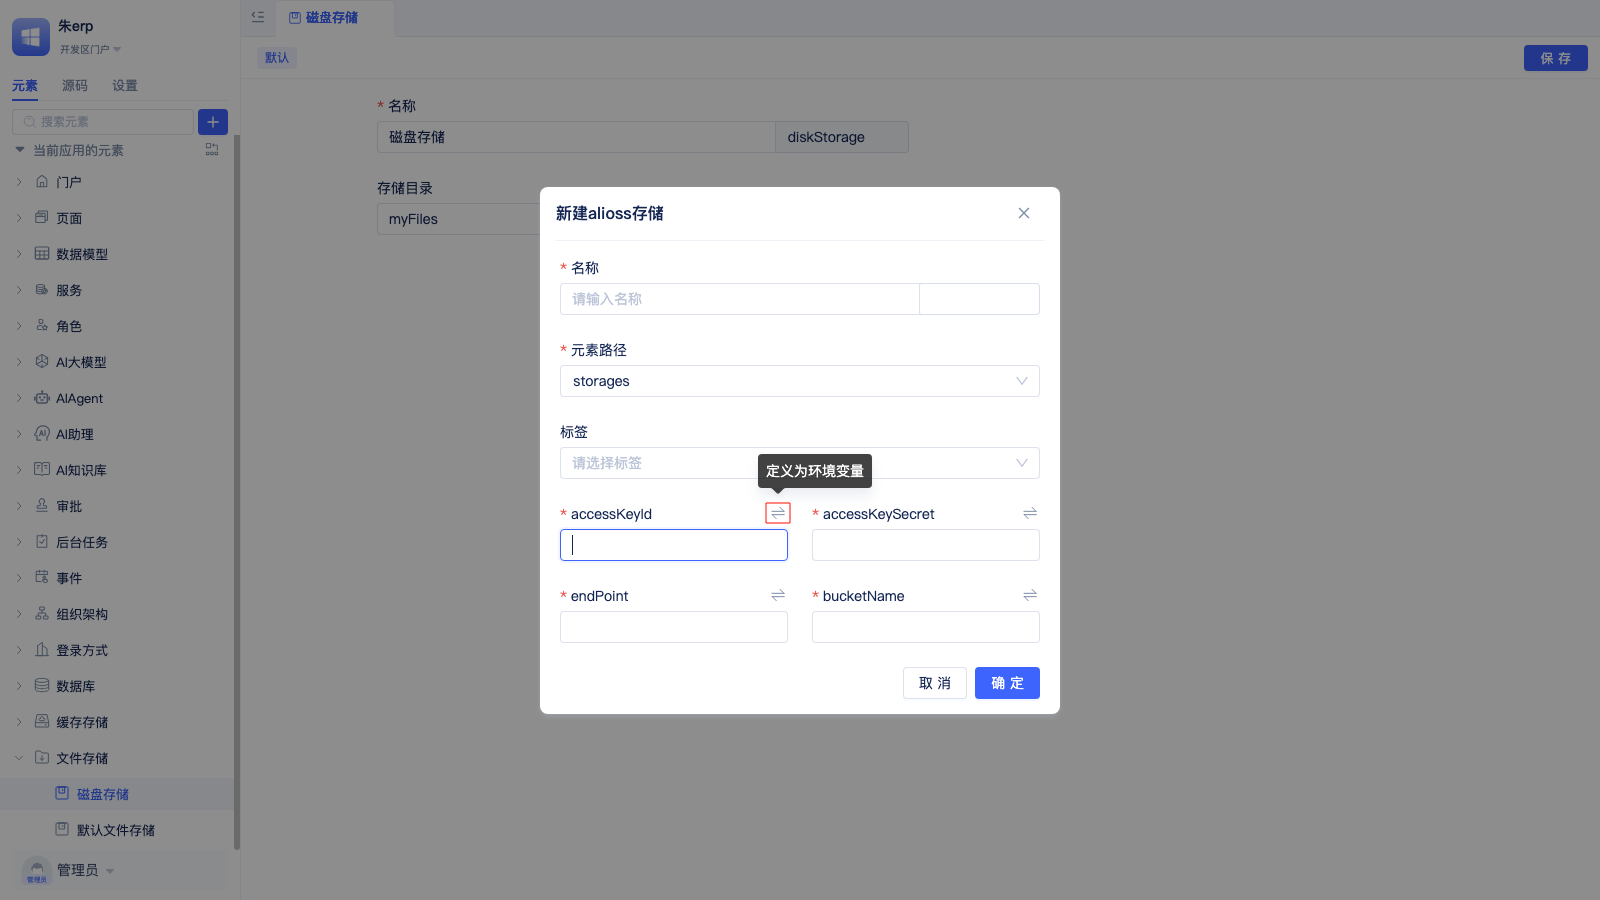 朱erp
开发区门户
元素 源码 设置
搜索元素
当前应用的元素
门户
页面
数据模型
服务
角色
AI大模型
AIAgent
AI助理
AI知识库
审批
后台任务
事件
组织架构
登录方式
数据库
缓存存储
文件存储
磁盘存储
默认文件存储
管理员
管理员
磁盘存储
默认
保 存
* 名称
磁盘存储 diskStorage
存储目录
myFiles
新建alioss存储
* 名称
请输入名称
* 元素路径
storages
标签
请选择标签
定义为环境变量
* accessKeyId
* accessKeySecret
* endPoint
* bucketName
取 消
确 定